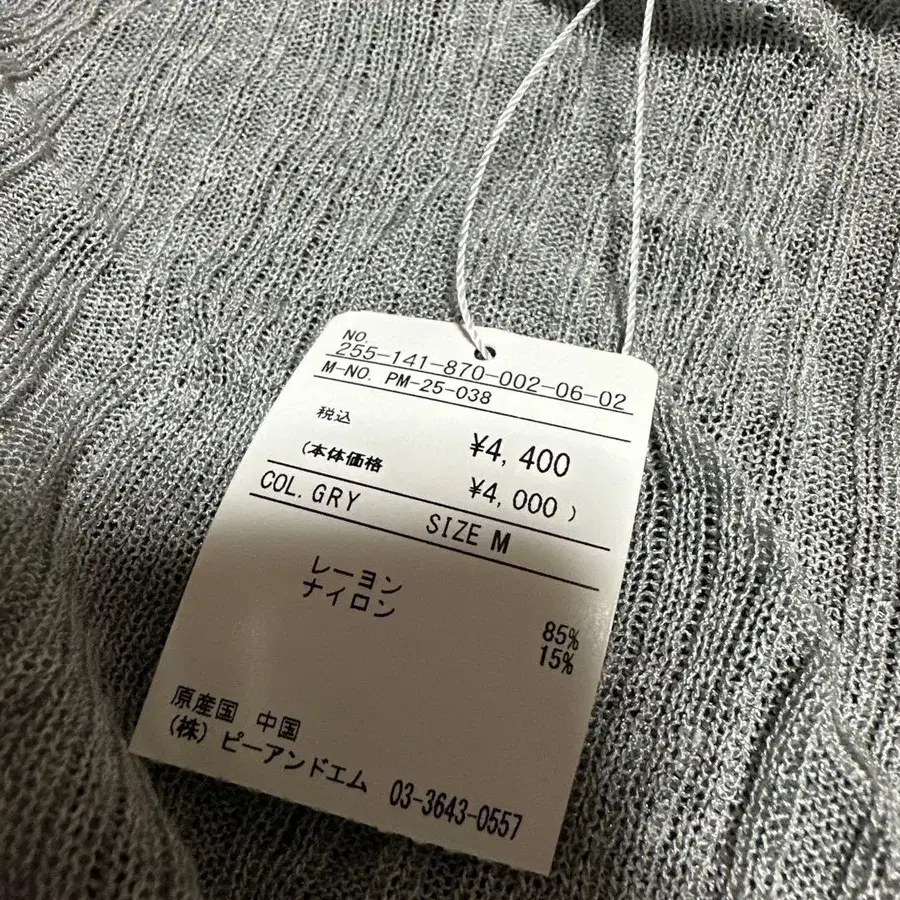 NO.
255-141-870-002-06-02
M-NO. PM-25-038
税込 ¥4,400
(本体価格 ¥4,000)
COL. GRY SIZE M
レーヨン 85%
ナイロン 15%
原産国 中国
(株) ピーアンドエム 03-3643-0557